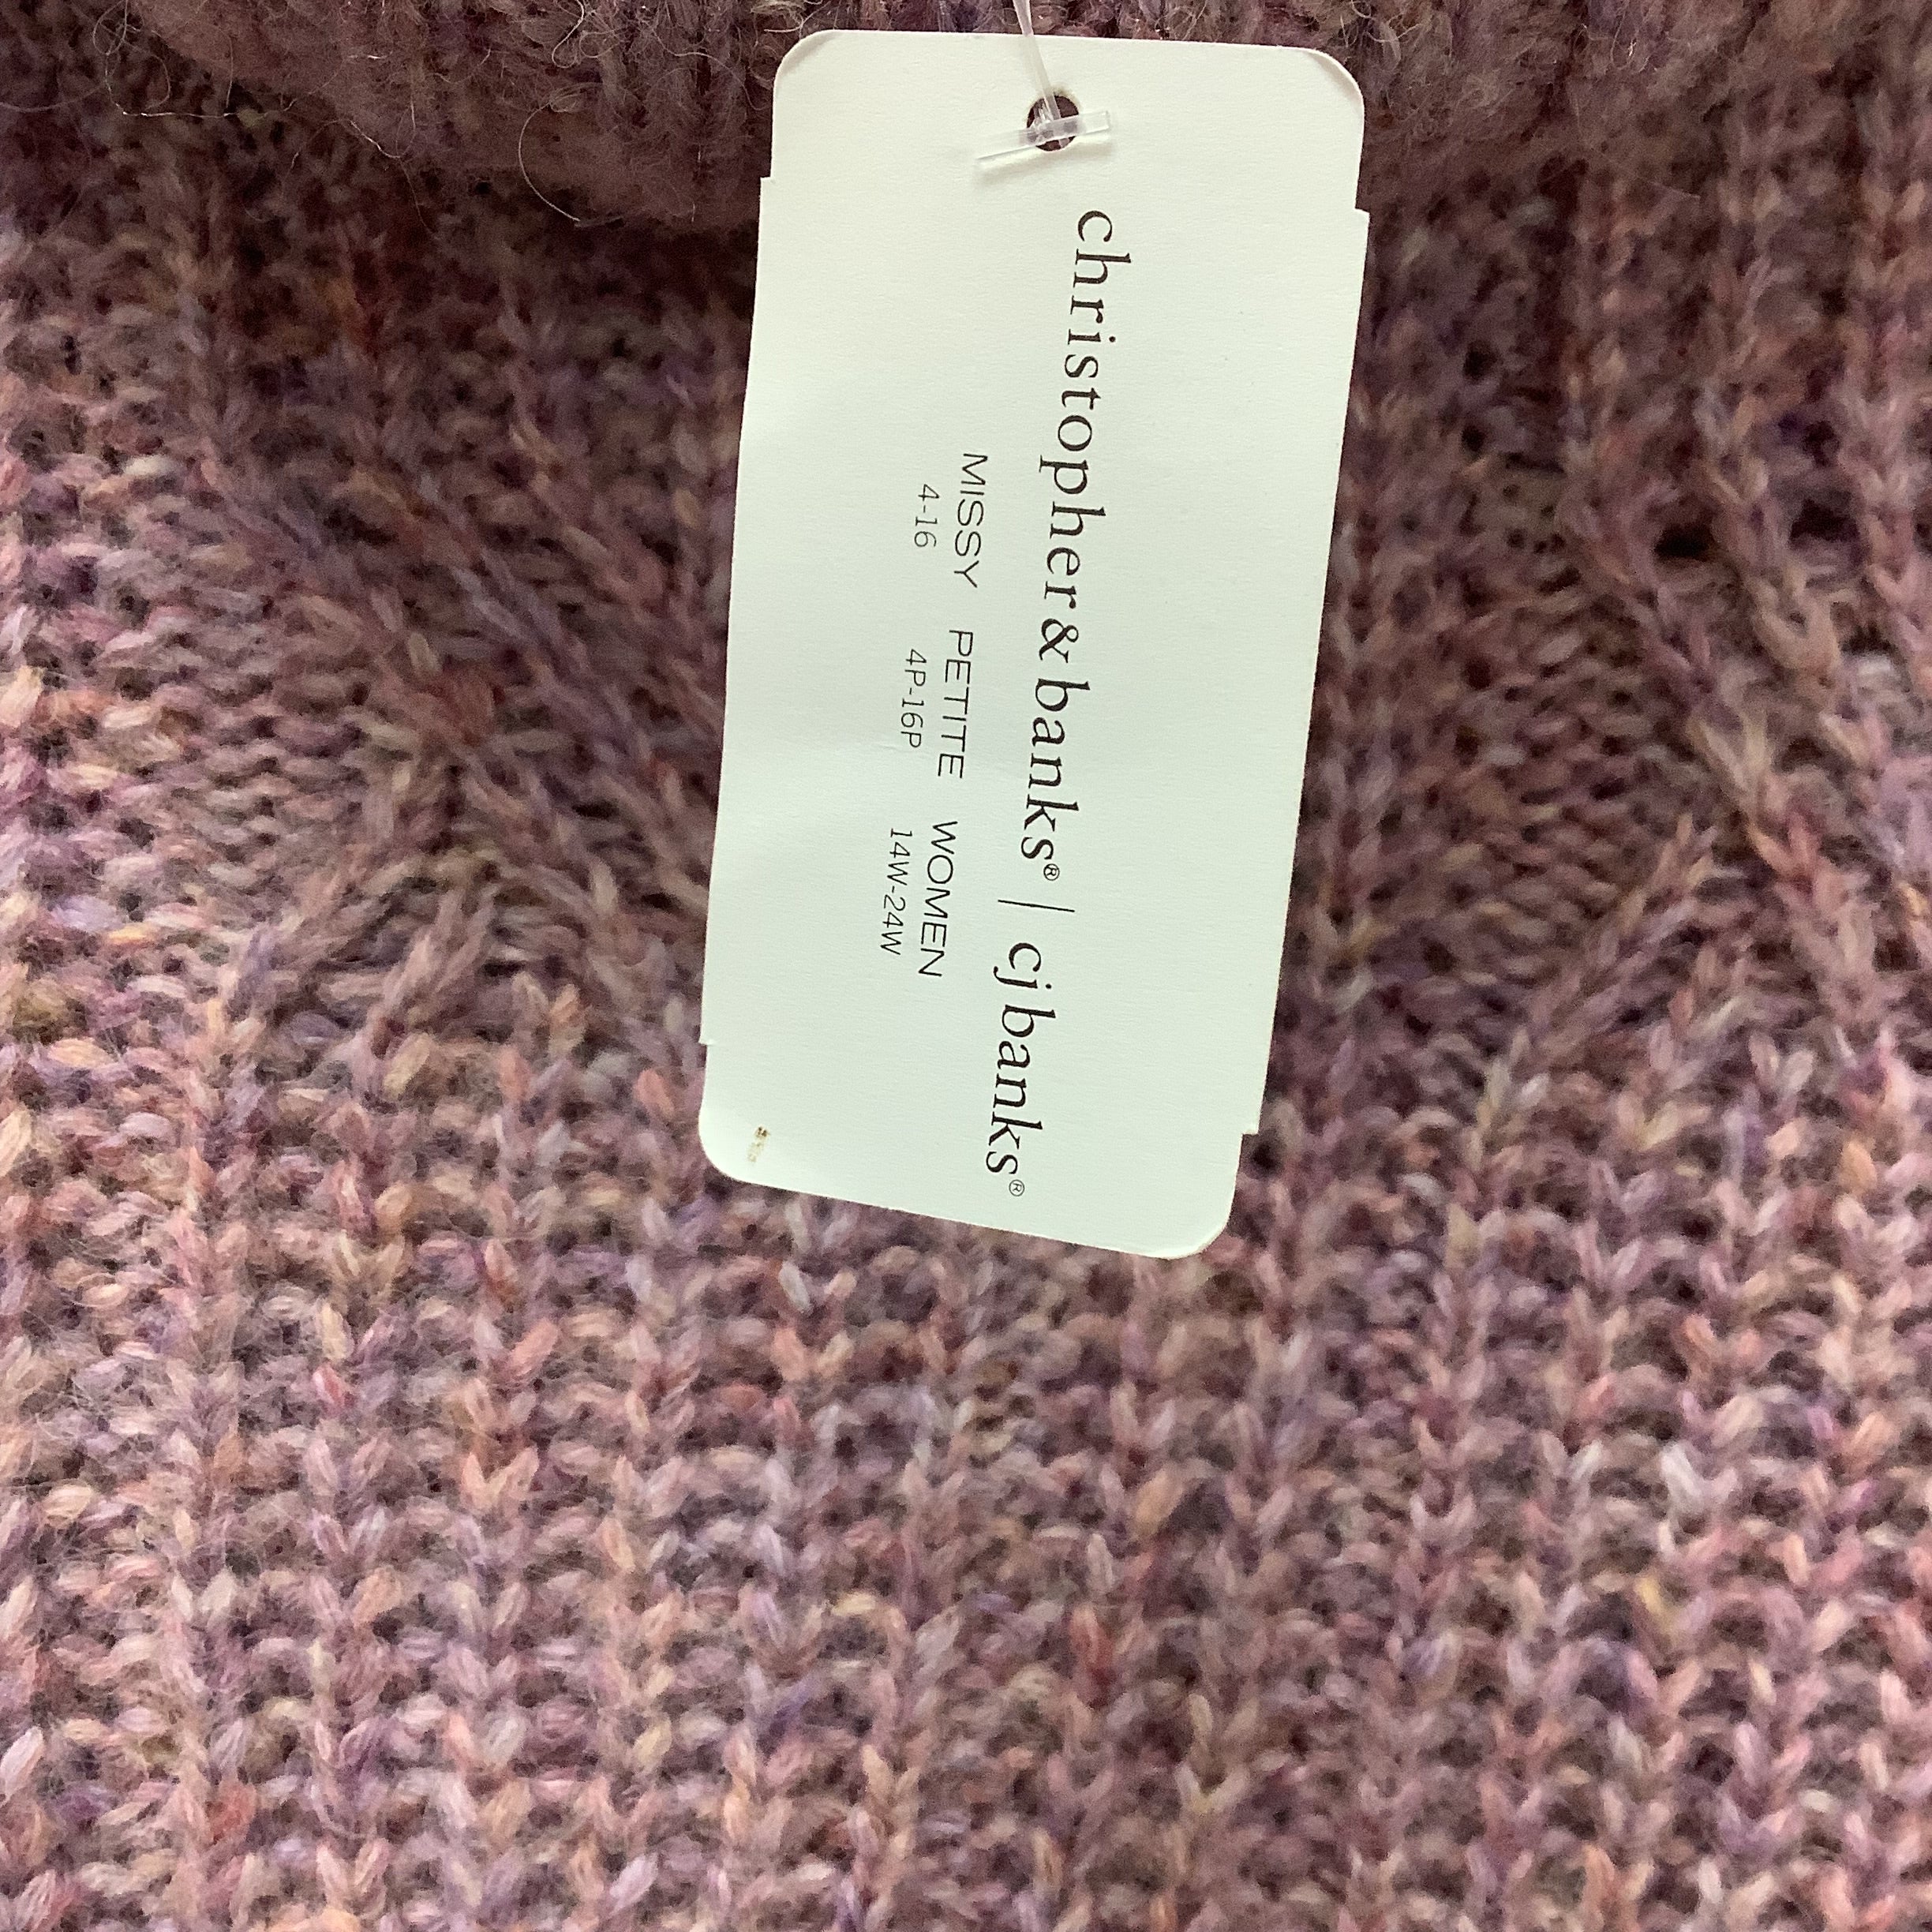 christopher&banks® | cj banks®
MISSY PETITE WOMEN
4-16 4P-16P 14W-24W